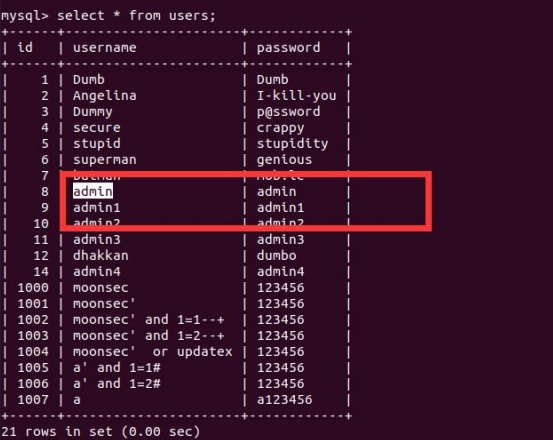 mysql> select * from users;
+------+----------------------+------------+
| id | username | password |
+------+----------------------+------------+
| 1 | Dumb | Dumb |
| 2 | Angelina | I-kill-you |
| 3 | Dummy | p@ssword |
| 4 | secure | crappy |
| 5 | stupid | stupidity |
| 6 | superman | genious |
| 7 | batman | mob!le |
| 8 | admin | admin |
| 9 | admin1 | admin1 |
| 10 | admin2 | admin2 |
| 11 | admin3 | admin3 |
| 12 | dhakkan | dumbo |
| 14 | admin4 | admin4 |
| 1000 | moonsec | 123456 |
| 1001 | moonsec' | 123456 |
| 1002 | moonsec' and 1=1--+ | 123456 |
| 1003 | moonsec' and 1=2--+ | 123456 |
| 1004 | moonsec' or updatex | 123456 |
| 1005 | a' and 1=1# | 123456 |
| 1006 | a' and 1=2# | 123456 |
| 1007 | a | a123456 |
+------+----------------------+------------+
21 rows in set (0.00 sec)